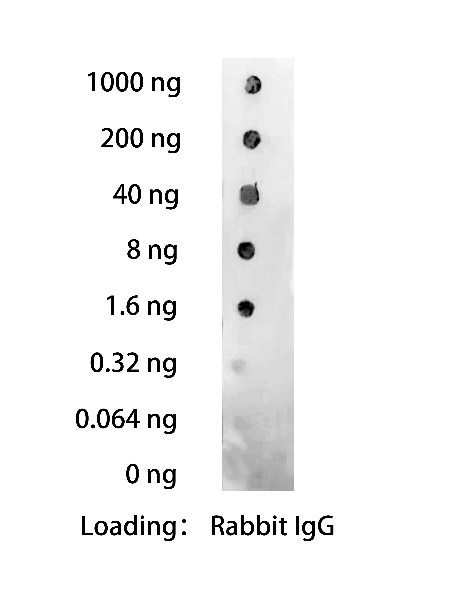 1000 ng
200 ng
40 ng
8 ng
1.6 ng
0.32 ng
0.064 ng
0 ng
Loading: Rabbit IgG